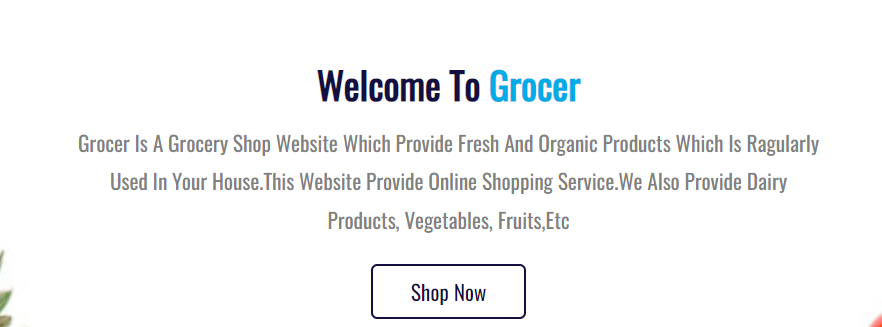 Welcome To Grocer
Grocer Is A Grocery Shop Website Which Provide Fresh And Organic Products Which Is Ragularly
Used In Your House.This Website Provide Online Shopping Service.We Also Provide Dairy
Products, Vegetables, Fruits,Etc
Shop Now